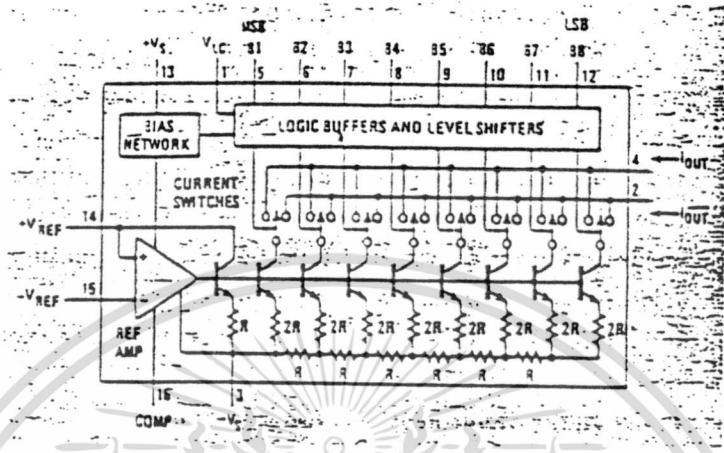 MSB LSB
+VS VLC B1 B2 B3 B4 B5 B6 B7 B8
13 1 5 6 7 8 9 10 11 12
BIAS NETWORK
LOGIC BUFFERS AND LEVEL SHIFTERS
4 IOUT
CURRENT SWITCHES
2 IOUT
+VREF 14
+
-VREF 15
-
REF AMP
R 2R 2R 2R 2R 2R 2R 2R 2R
R R R R R R
16 3
COMP